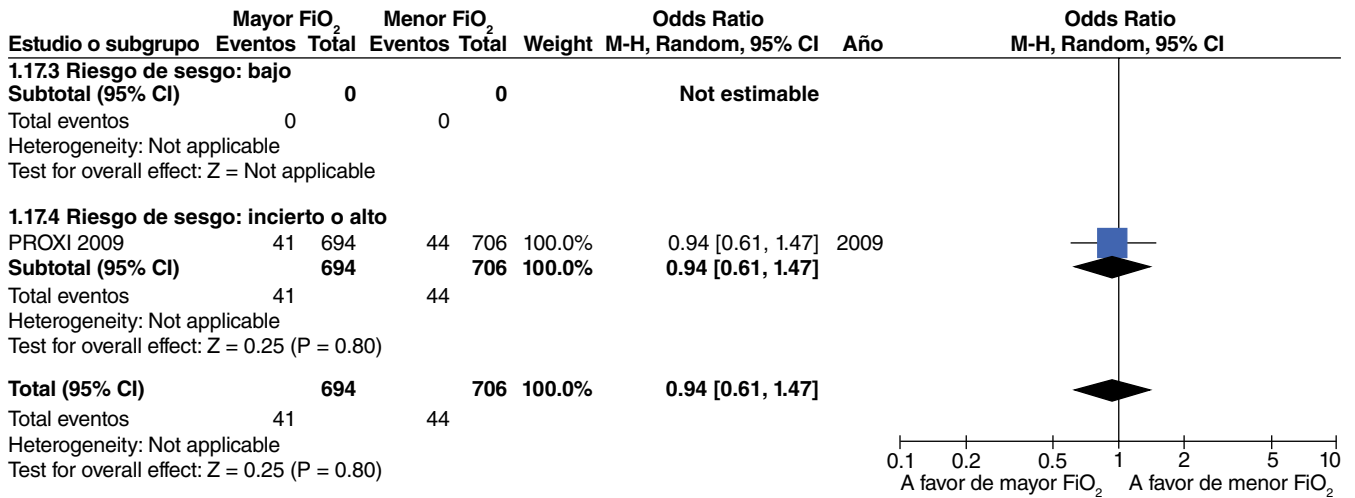 Mayor FiO2 Menor FiO2 Odds Ratio Odds Ratio
Estudio o subgrupo Eventos Total Eventos Total Weight M-H, Random, 95% CI Año M-H, Random, 95% CI
1.17.3 Riesgo de sesgo: bajo
Subtotal (95% CI) 0 0 Not estimable
Total eventos 0 0
Heterogeneity: Not applicable
Test for overall effect: Z = Not applicable
1.17.4 Riesgo de sesgo: incierto o alto
PROXI 2009 41 694 44 706 100.0% 0.94 [0.61, 1.47] 2009
Subtotal (95% CI) 694 706 100.0% 0.94 [0.61, 1.47]
Total eventos 41 44
Heterogeneity: Not applicable
Test for overall effect: Z = 0.25 (P = 0.80)
Total (95% CI) 694 706 100.0% 0.94 [0.61, 1.47]
Total eventos 41 44
Heterogeneity: Not applicable
Test for overall effect: Z = 0.25 (P = 0.80)
0.1 0.2 0.5 1 2 5 10
A favor de mayor FiO2 A favor de menor FiO2